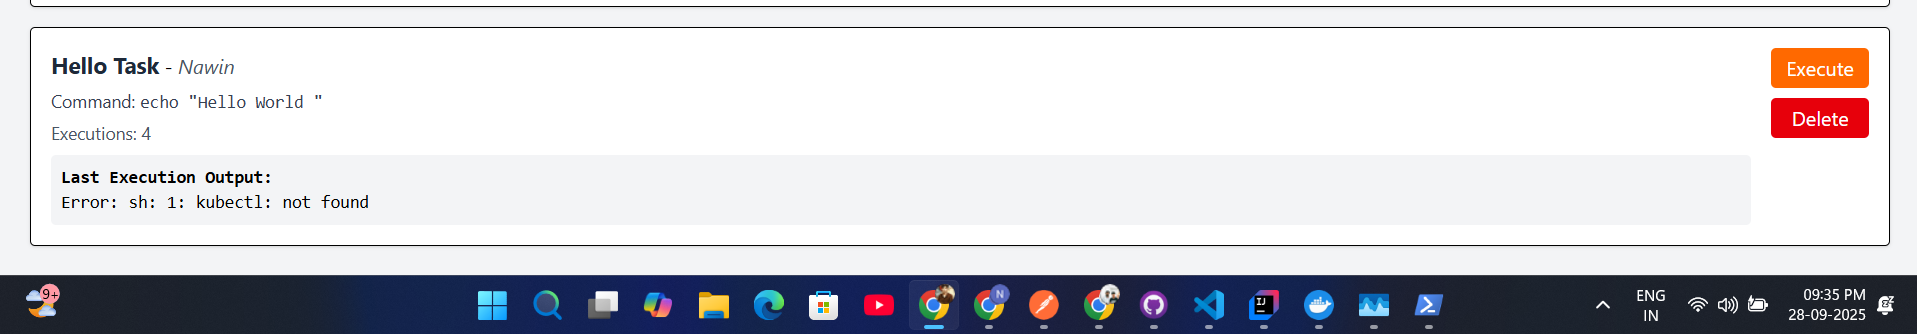 Hello Task - Nawin
Execute
Command: echo "Hello World "
Delete
Executions: 4
Last Execution Output:
Error: sh: 1: kubectl: not found
9+
N
IJ
ENG
IN
09:35 PM
28-09-2025